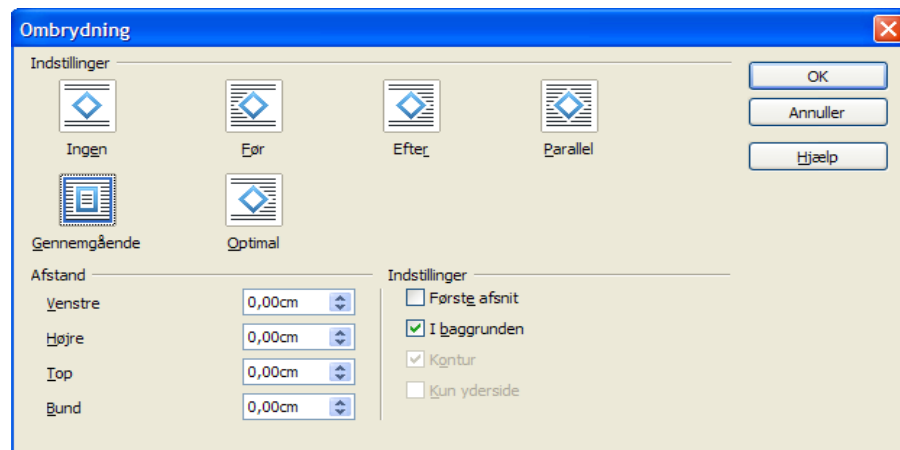 Ombrydning
Indstillinger
OK
Annuller
Hjælp
Ingen
Før
Efter
Parallel
Gennemgående
Optimal
Afstand
Venstre 0,00cm
Højre 0,00cm
Top 0,00cm
Bund 0,00cm
Indstillinger
Første afsnit
I baggrunden
Kontur
Kun yderside